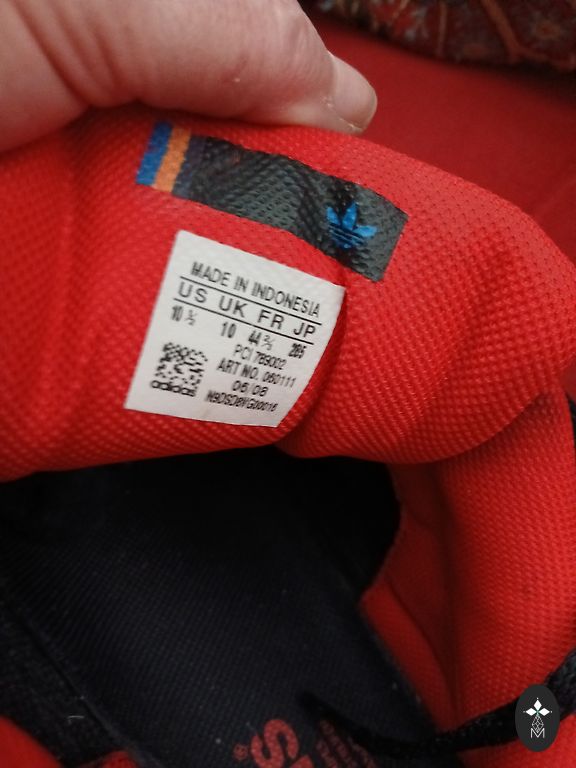 MADE IN INDONESIA
US UK FR JP
10 ½ 10 44 ⅔ 285
PCI 789002
ART NO. 060111
06/08
adidas